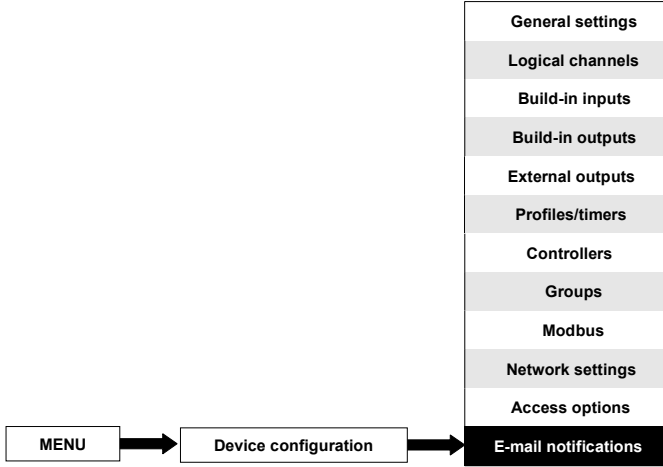 General settings
Logical channels
Build-in inputs
Build-in outputs
External outputs
Profiles/timers
Controllers
Groups
Modbus
Network settings
Access options
MENU
Device configuration
E-mail notifications